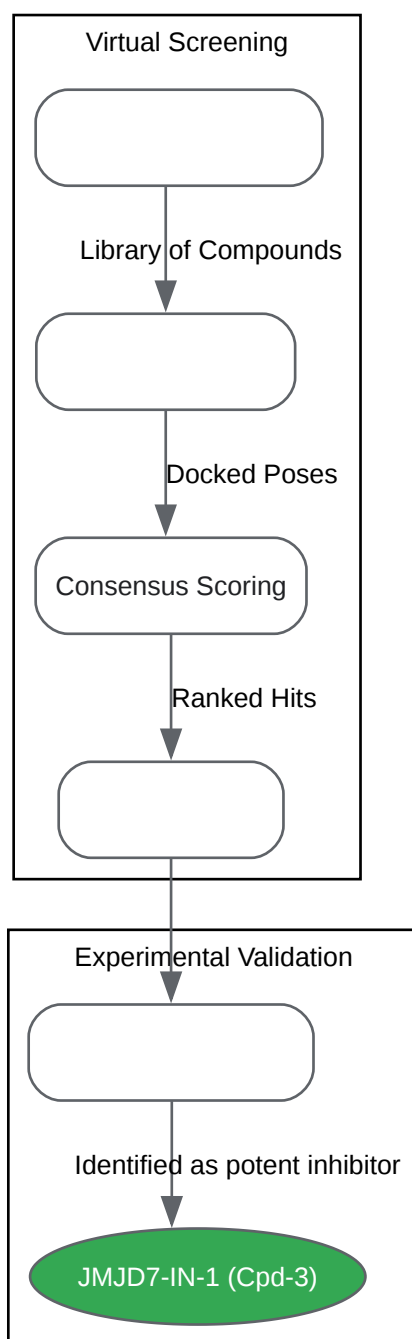 Virtual Screening
Library of Compounds
Docked Poses
Consensus Scoring
Ranked Hits
Experimental Validation
Identified as potent inhibitor
JMJD7-IN-1 (Cpd-3)